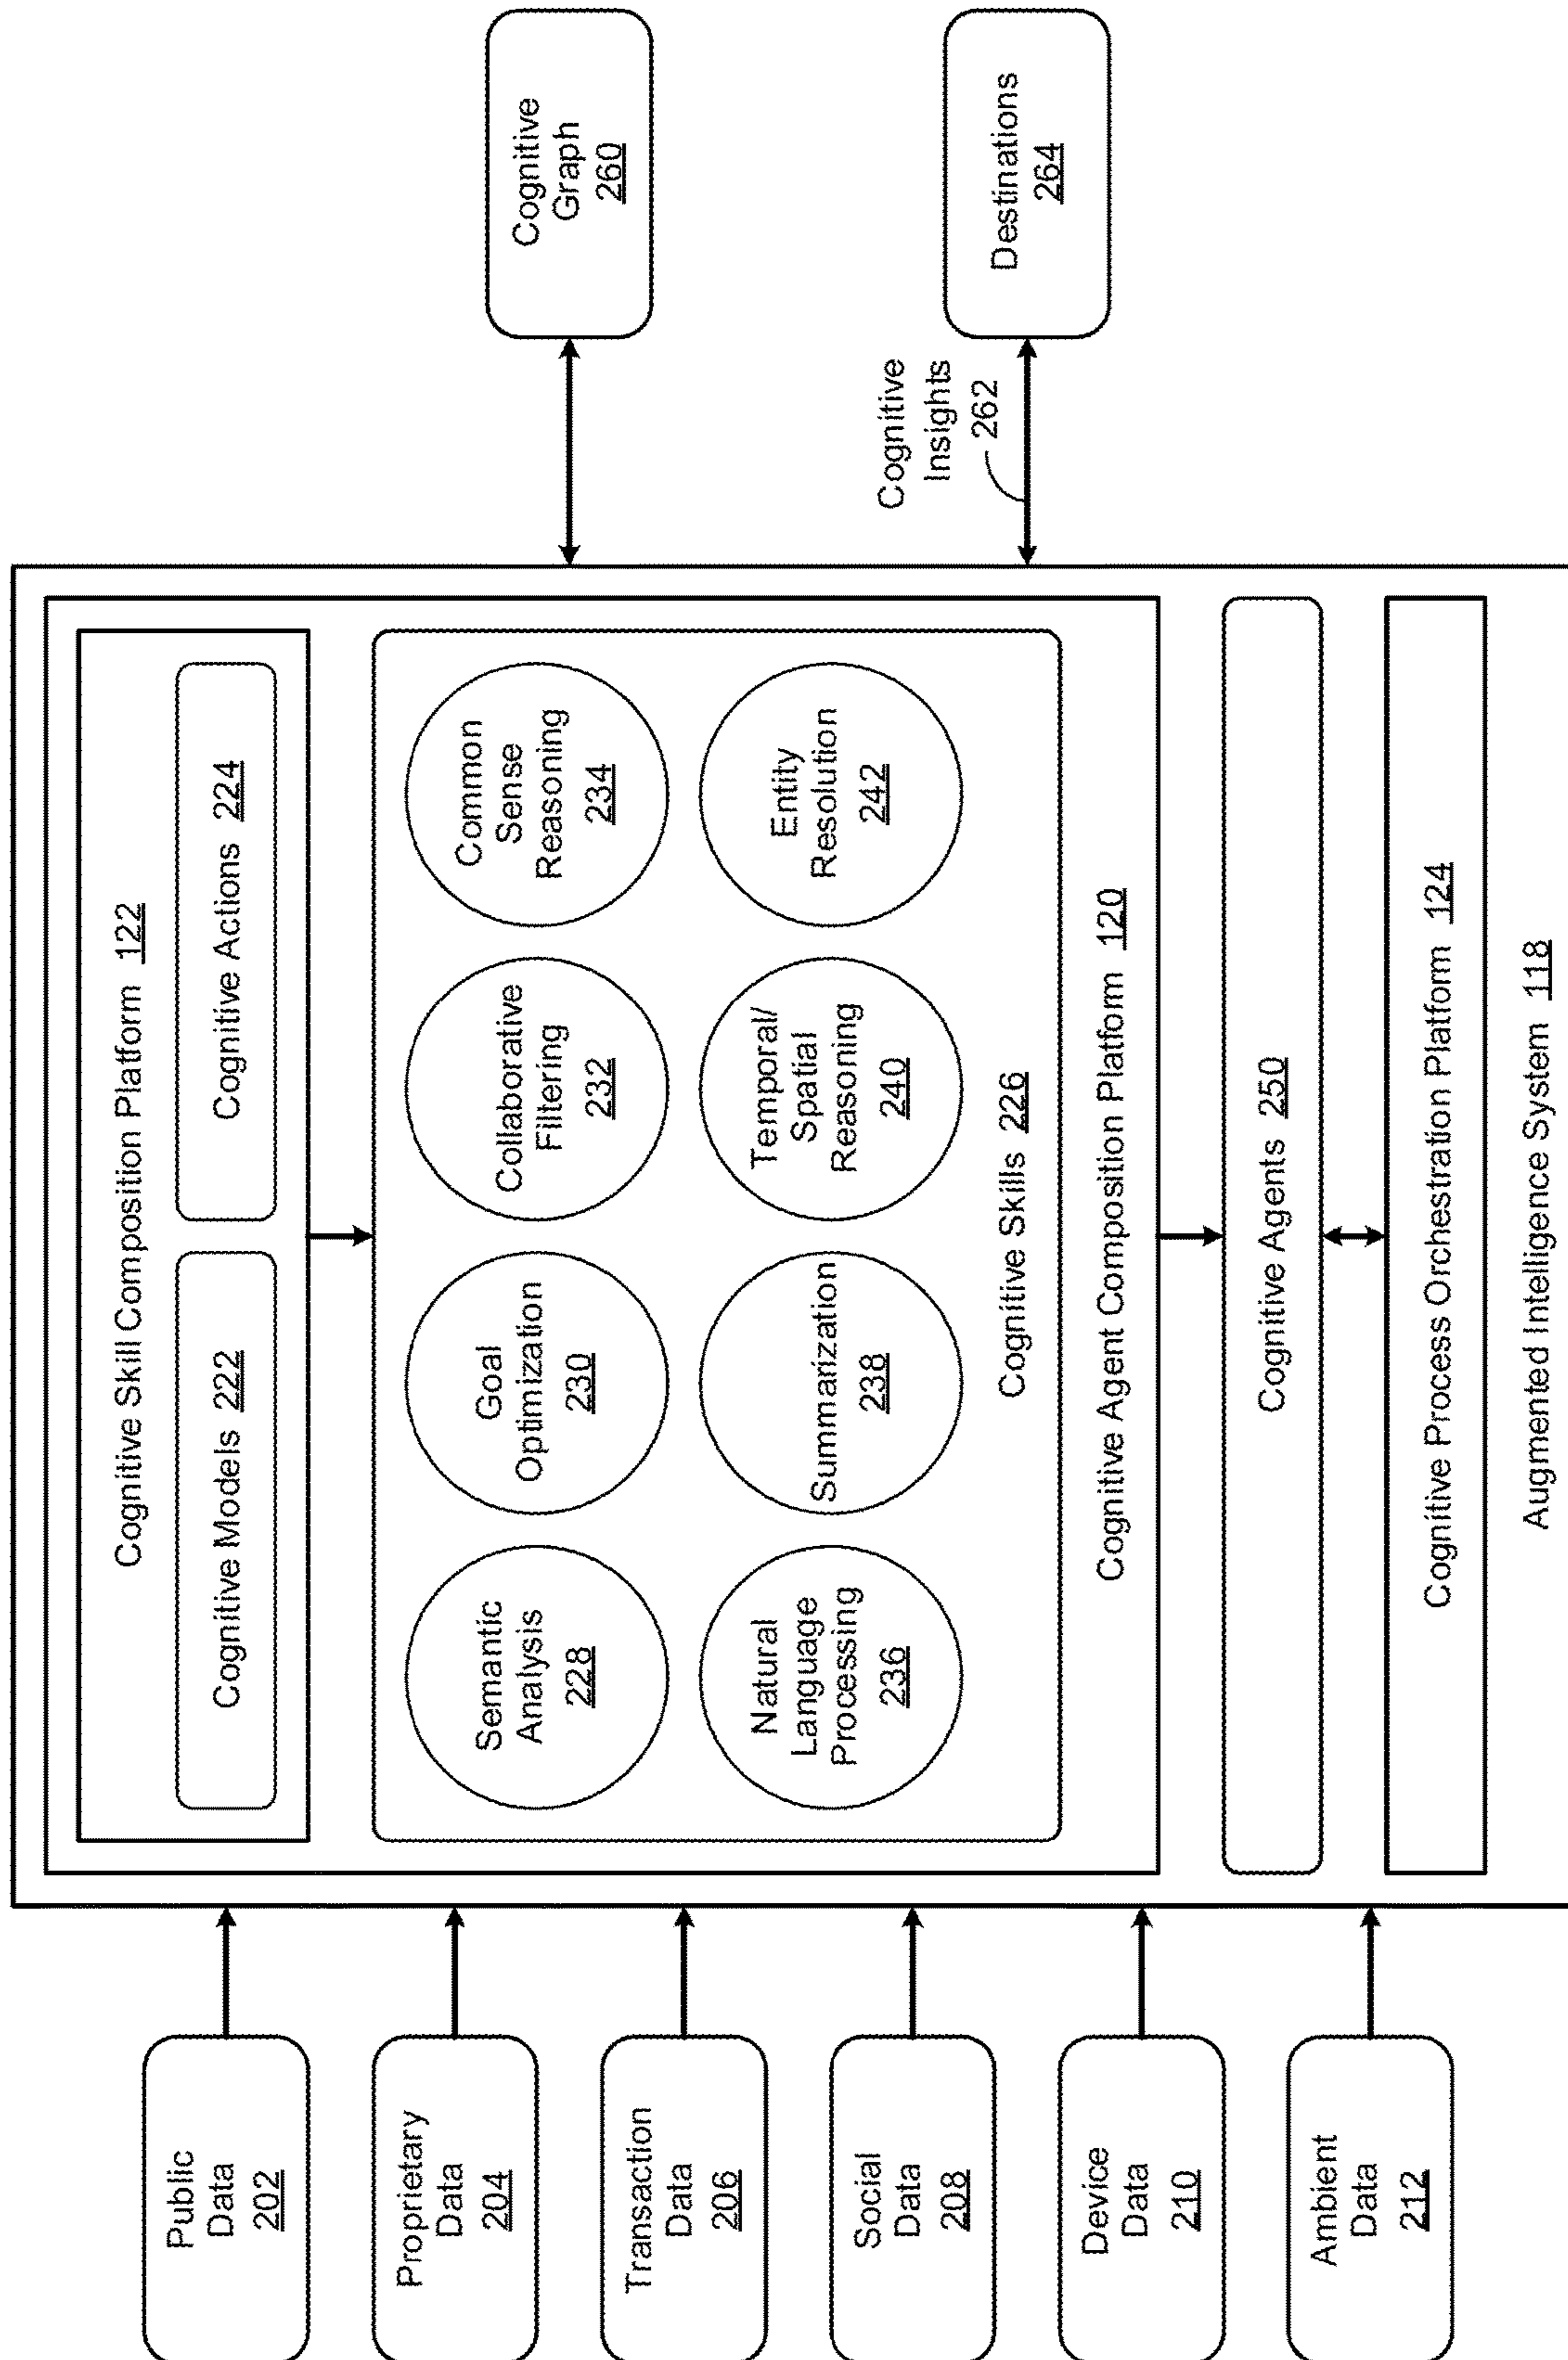 Public
Data
202
Proprietary
Data
204
Transaction
Data
206
Social
Data
208
Device
Data
210
Ambient
Data
212
Cognitive Skill Composition Platform 122
Cognitive Models 222
Cognitive Actions 224
Semantic
Analysis
228
Goal
Optimization
230
Collaborative
Filtering
232
Common
Sense
Reasoning
234
Natural
Language
Processing
236
Summarization
238
Temporal/
Spatial
Reasoning
240
Entity
Resolution
242
Cognitive Skills 226
Cognitive Agent Composition Platform 120
Cognitive Agents 250
Cognitive Process Orchestration Platform 124
Augmented Intelligence System 118
Cognitive
Graph
260
Cognitive
Insights
262
Destinations
264